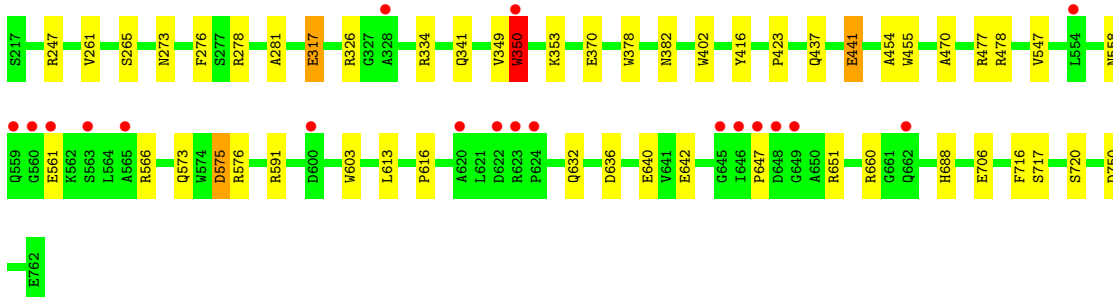 S217 R247 V261 S265 N273 F276 S277 R278 A281 E317 R326 G327 A328 R334 Q341 V349 W350 K353 E370 W378 N382 W402 Y416 P423 Q437 E441 A454 W455 A470 R477 R478 V547 L554 N558
Q559 G560 E561 K562 S563 L564 A565 R566 Q573 W574 D575 R576 R591 D600 W603 L613 P616 A620 L621 D622 R623 P624 Q632 D636 E640 V641 E642 G645 I646 P647 D648 G649 A650 R651 R660 G661 Q662 H688 E706 F716 S717 S720
E762